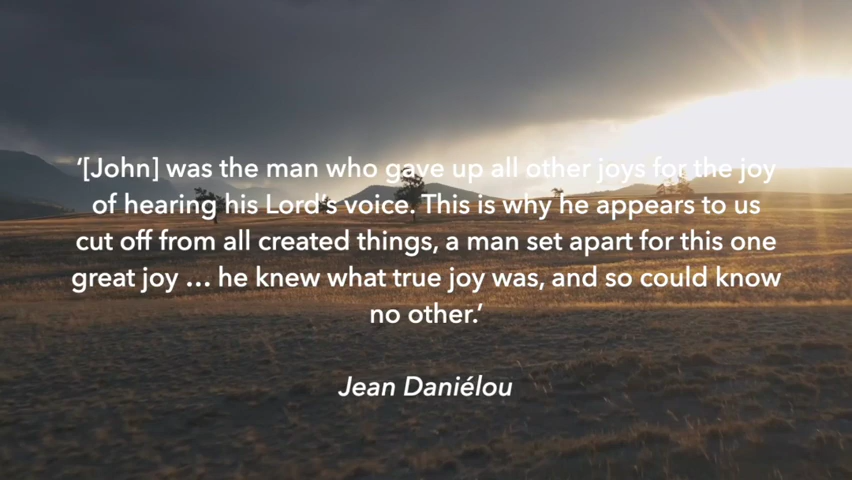 ‘[John] was the man who gave up all other joys for the joy
of hearing his Lord’s voice. This is why he appears to us
cut off from all created things, a man set apart for this one
great joy … he knew what true joy was, and so could know
no other.’
Jean Daniélou